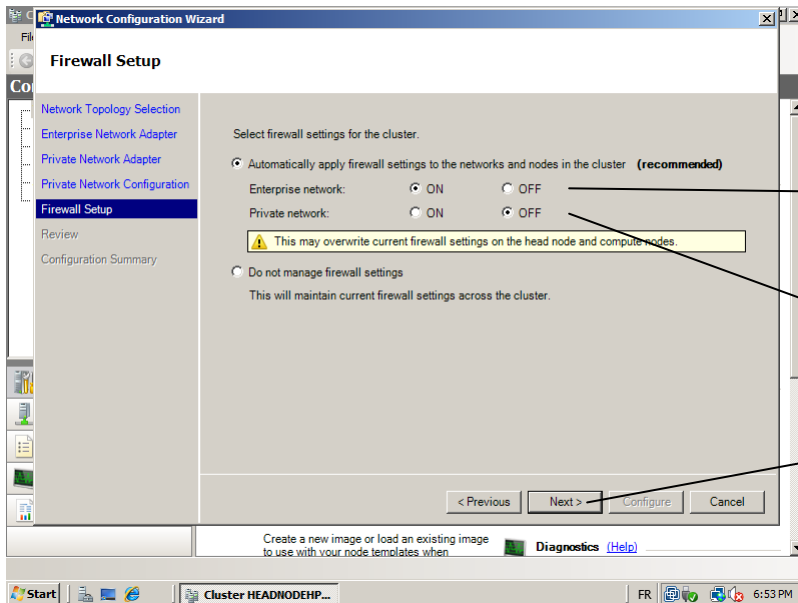 Network Configuration Wizard
Firewall Setup
Network Topology Selection
Enterprise Network Adapter
Private Network Adapter
Private Network Configuration
Firewall Setup
Review
Configuration Summary
Select firewall settings for the cluster.
Automatically apply firewall settings to the networks and nodes in the cluster (recommended)
Enterprise network: ON OFF
Private network: ON OFF
This may overwrite current firewall settings on the head node and compute nodes.
Do not manage firewall settings
This will maintain current firewall settings across the cluster.
< Previous Next > Configure Cancel
Create a new image or load an existing image
to use with your node templates when
Diagnostics (Help)
Start Cluster HEADNODEHP... FR 6:53 PM